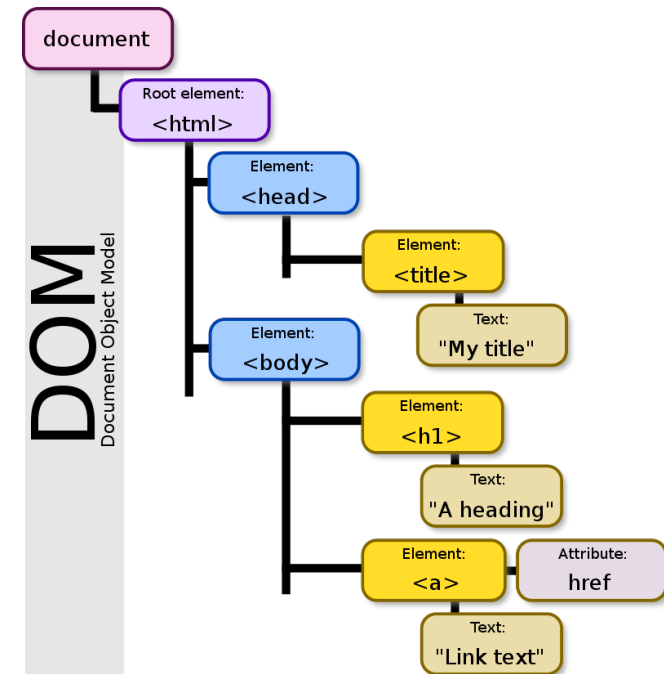 document
Root element:
<html>
Element:
<head>
Element:
<title>
Text:
"My title"
DOM
Document Object Model
Element:
<body>
Element:
<h1>
Text:
"A heading"
Element:
<a>
Attribute:
href
Text:
"Link text"